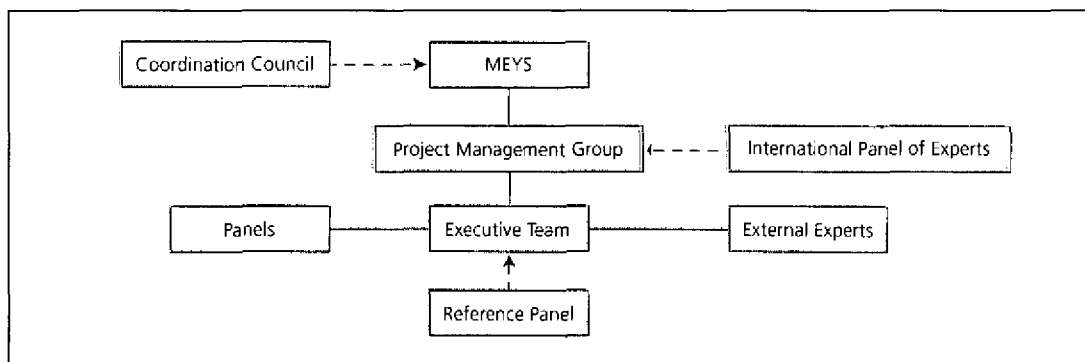 Coordination Council
MEYS
Project Management Group
International Panel of Experts
Panels
Executive Team
External Experts
Reference Panel